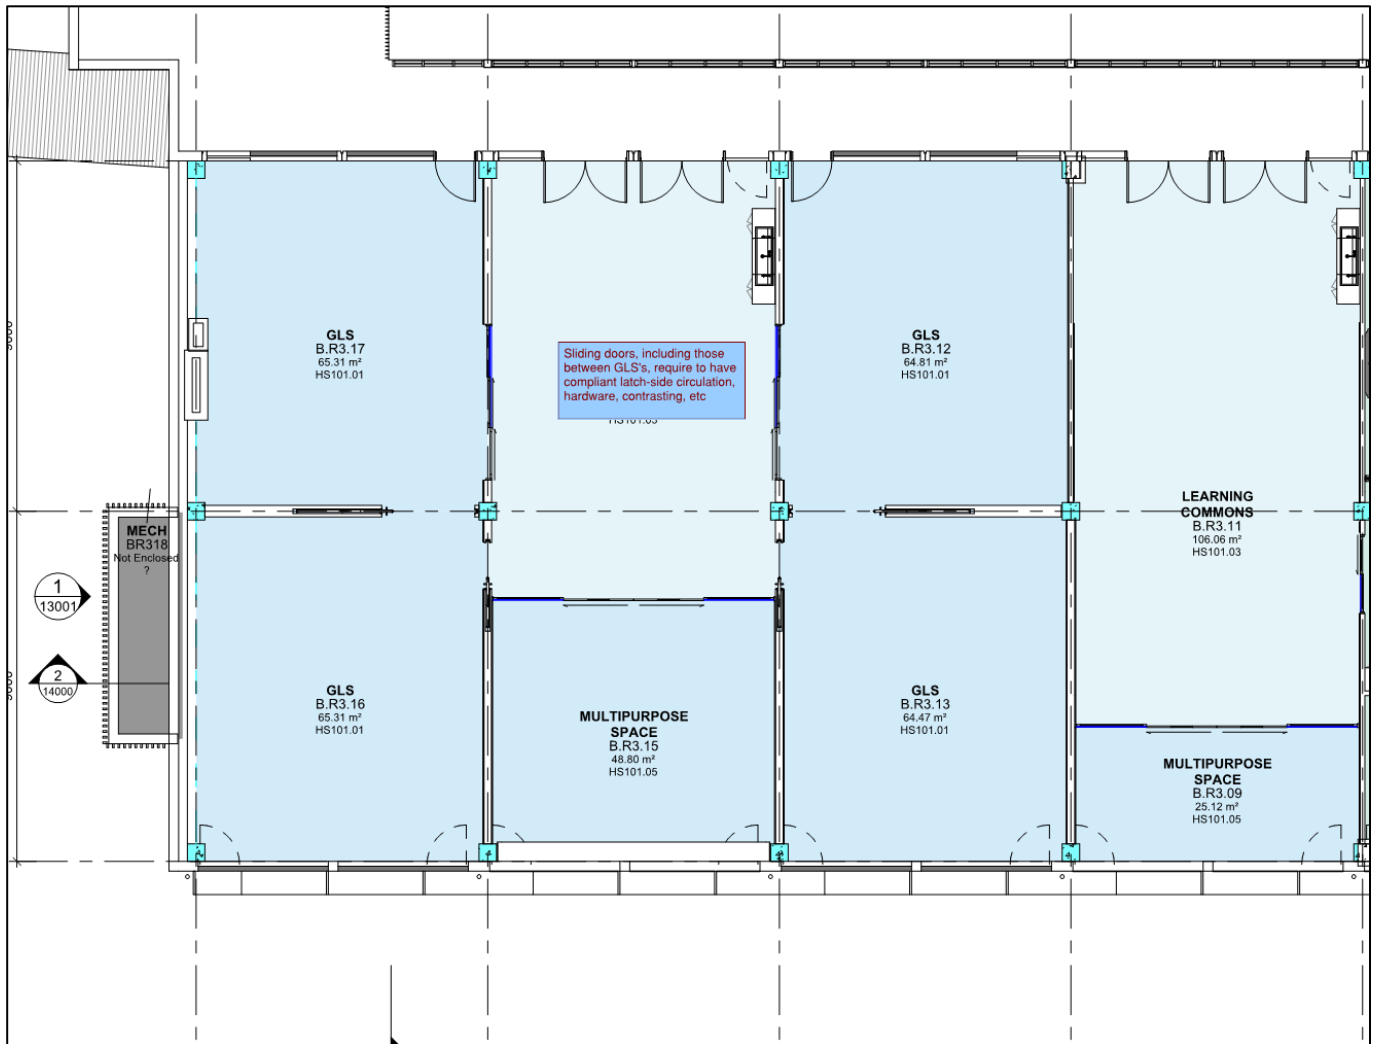 GLS
B.R3.17
65.31 m²
HS101.01
Sliding doors, including those
between GLS's, require to have
compliant latch-side circulation,
hardware, contrasting, etc
GLS
B.R3.12
64.81 m²
HS101.01
LEARNING
COMMONS
B.R3.11
106.06 m²
HS101.03
MECH
BR318
Not Enclosed
?
1
13001
2
14000
GLS
B.R3.16
65.31 m²
HS101.01
MULTIPURPOSE
SPACE
B.R3.15
48.80 m²
HS101.05
GLS
B.R3.13
64.47 m²
HS101.01
MULTIPURPOSE
SPACE
B.R3.09
25.12 m²
HS101.05